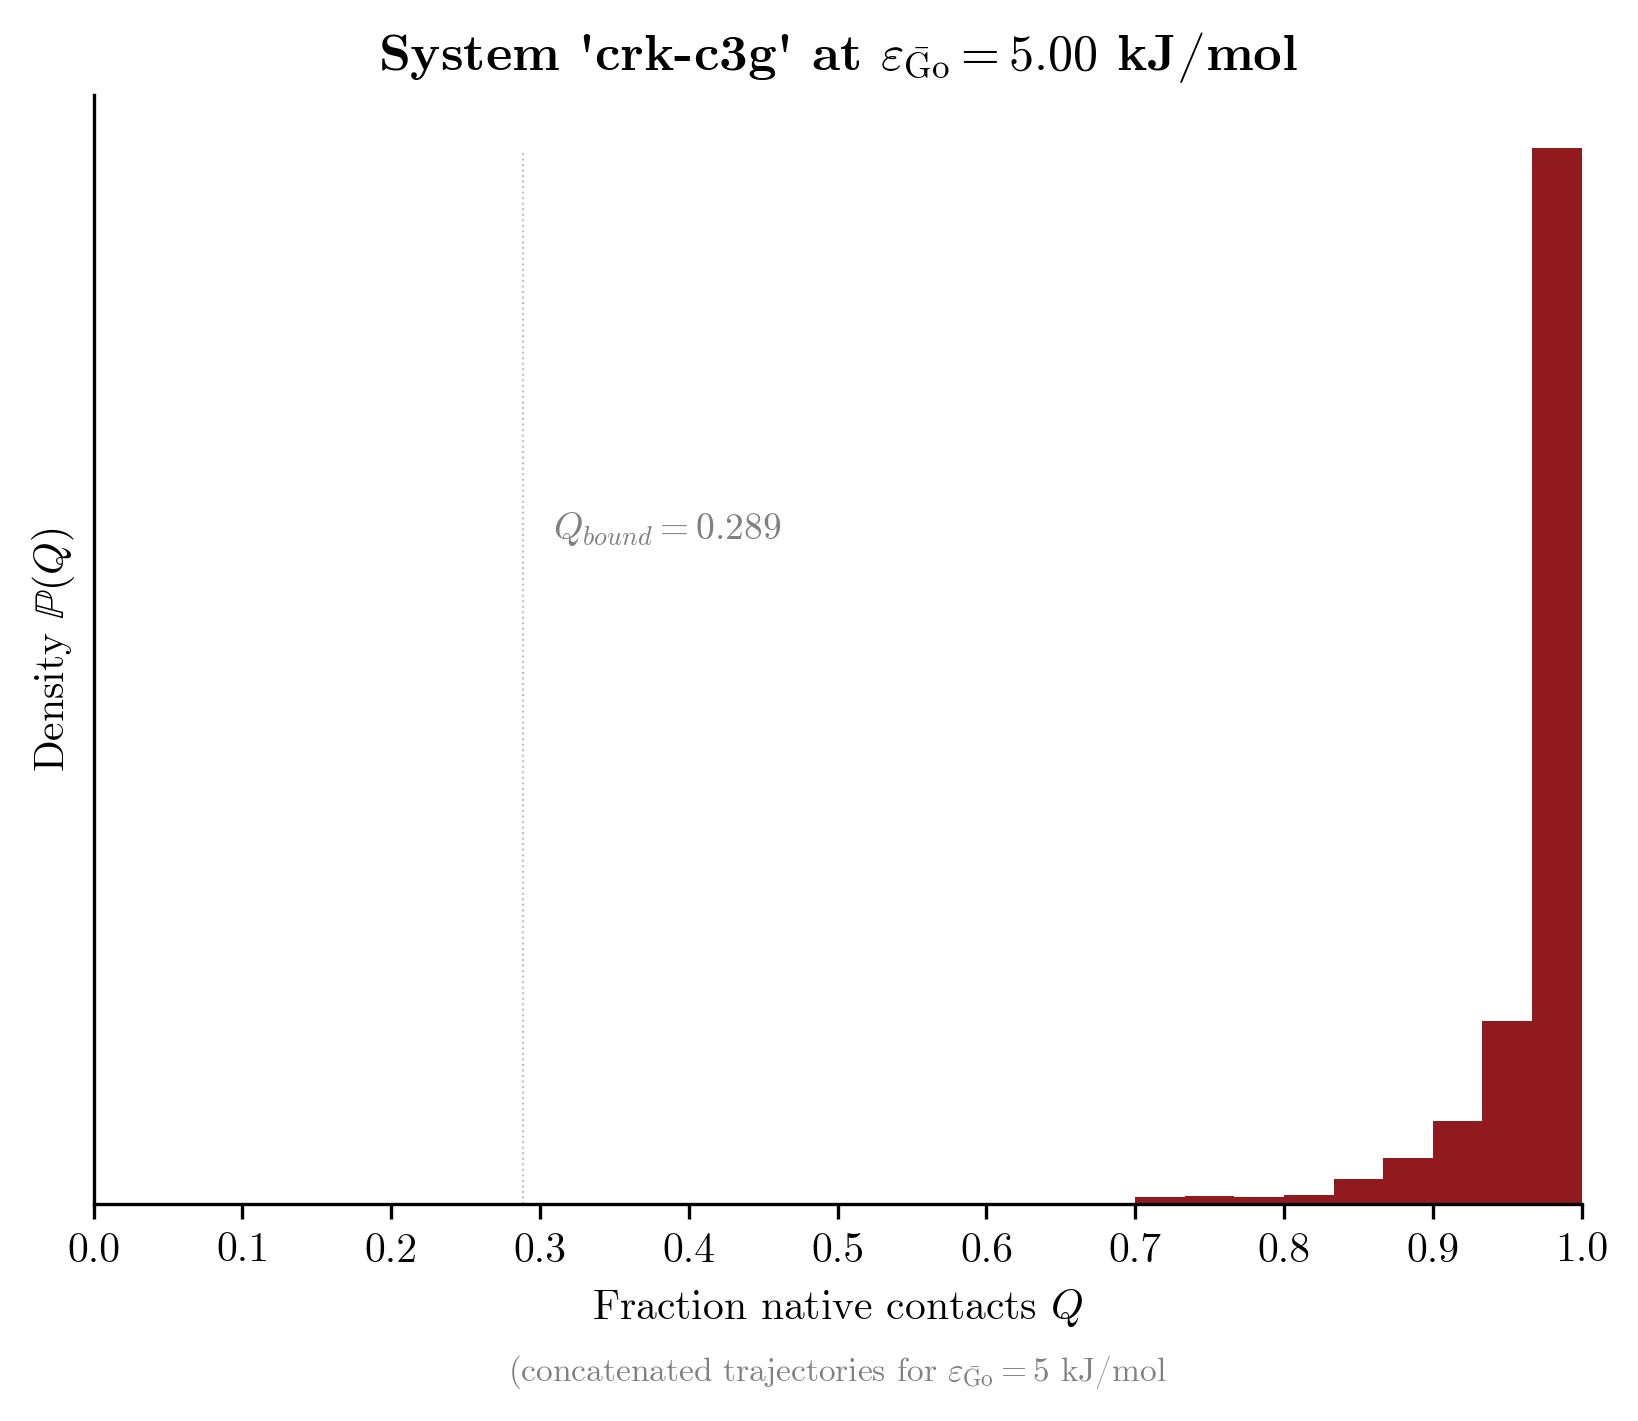 System 'crk-c3g' at ε_Ḡo = 5.00 kJ/mol
Density ℙ(Q)
Q_bound = 0.289
0.0 0.1 0.2 0.3 0.4 0.5 0.6 0.7 0.8 0.9 1.0
Fraction native contacts Q
(concatenated trajectories for ε_Ḡo = 5 kJ/mol